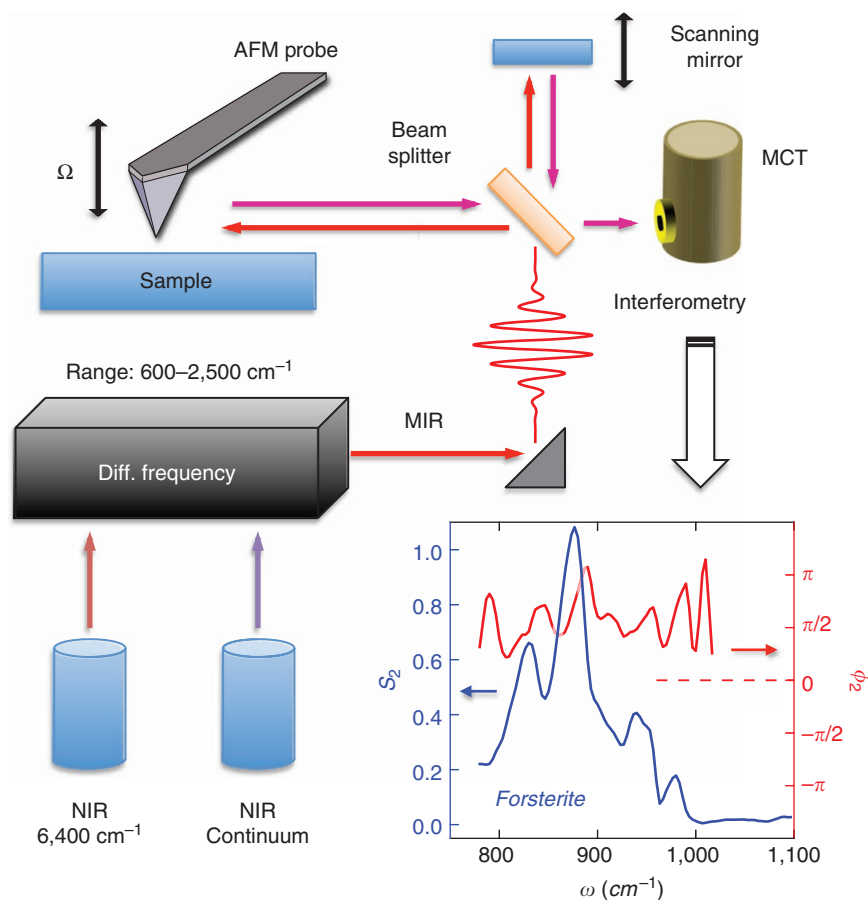 AFM probe
Scanning
mirror
Beam
splitter
MCT
Ω
Sample
Interferometry
Range: 600–2,500 cm⁻¹
MIR
Diff. frequency
NIR
6,400 cm⁻¹
NIR
Continuum
S₂
1.0
0.8
0.6
0.4
0.2
0.0
π
π/2
0
−π/2
−π
ϕ₂
Forsterite
800
900
1,000
1,100
ω (cm⁻¹)